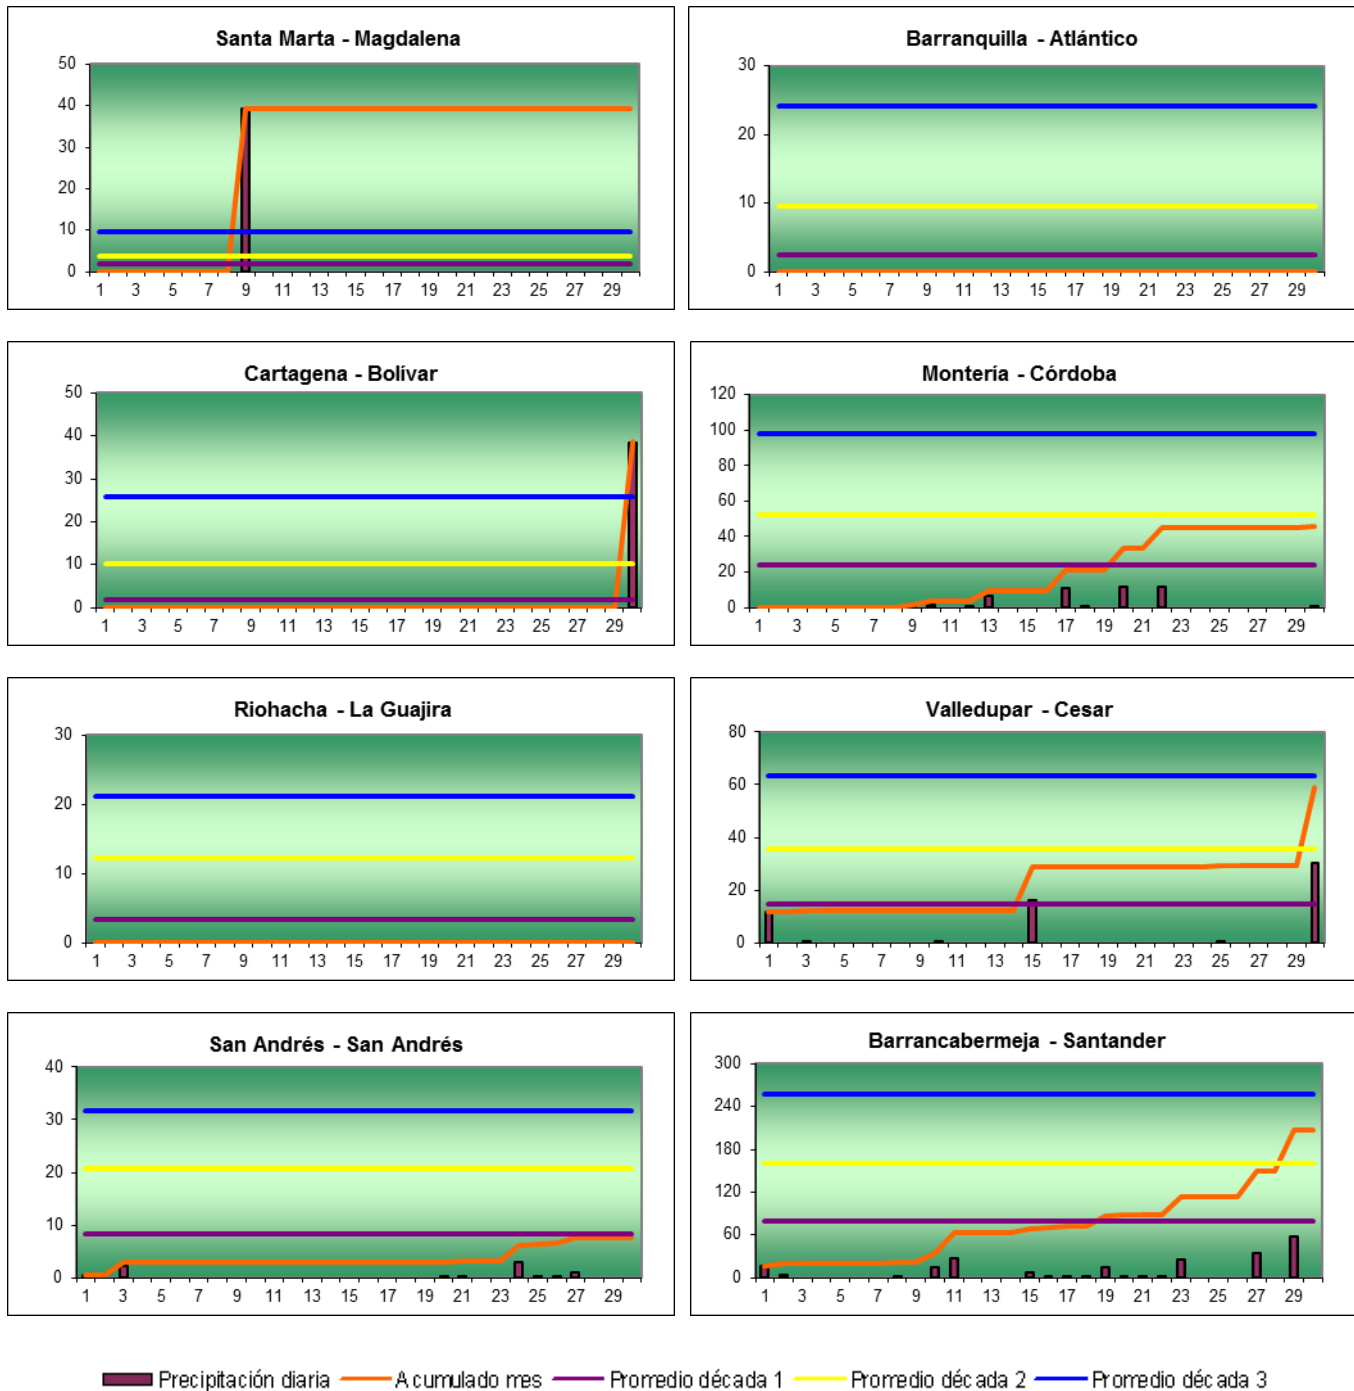 Santa Marta - Magdalena
50
40
30
20
10
0
1 3 5 7 9 11 13 15 17 19 21 23 25 27 29
Barranquilla - Atlántico
30
20
10
0
1 3 5 7 9 11 13 15 17 19 21 23 25 27 29
Cartagena - Bolívar
50
40
30
20
10
0
1 3 5 7 9 11 13 15 17 19 21 23 25 27 29
Montería - Córdoba
120
100
80
60
40
20
0
1 3 5 7 9 11 13 15 17 19 21 23 25 27 29
Riohacha - La Guajira
30
20
10
0
1 3 5 7 9 11 13 15 17 19 21 23 25 27 29
Valledupar - Cesar
80
60
40
20
0
1 3 5 7 9 11 13 15 17 19 21 23 25 27 29
San Andrés - San Andrés
40
30
20
10
0
1 3 5 7 9 11 13 15 17 19 21 23 25 27 29
Barrancabermeja - Santander
300
240
180
120
60
0
1 3 5 7 9 11 13 15 17 19 21 23 25 27 29
Precipitación diaria Acumulado mes Promedio década 1 Promedio década 2 Promedio década 3